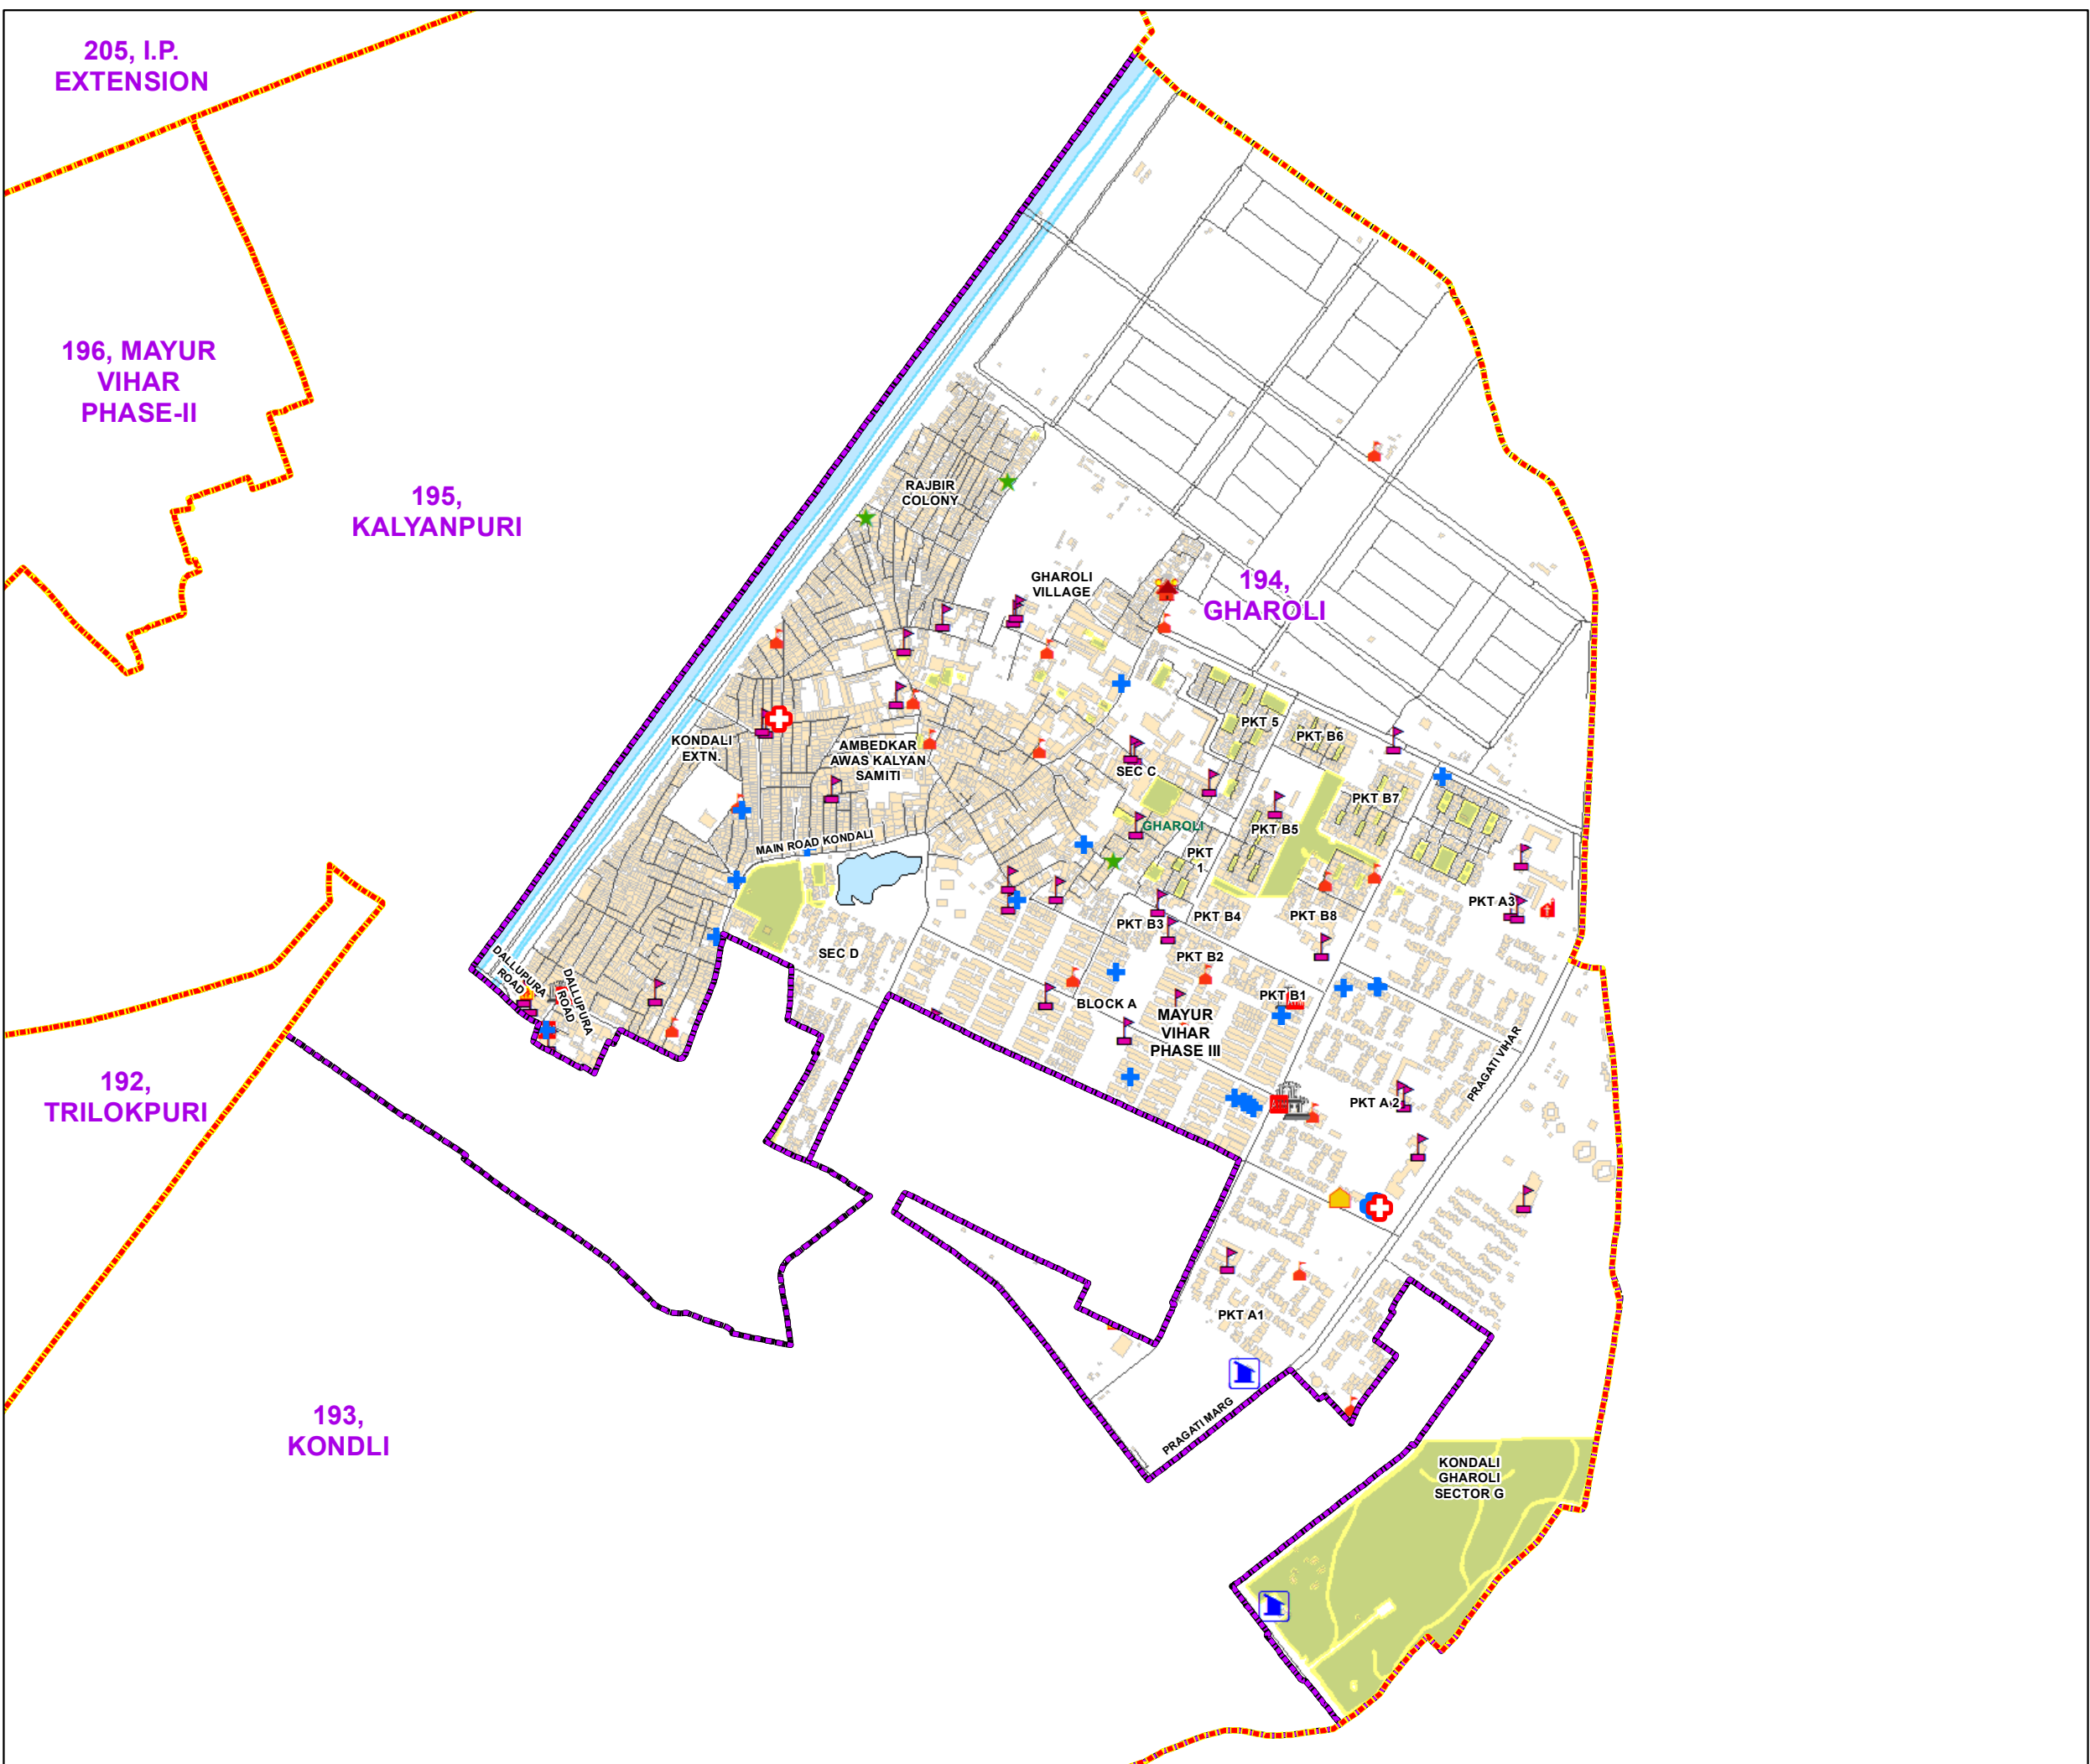 205, I.P.
EXTENSION
196, MAYUR
VIHAR
PHASE-II
195,
KALYANPURI
RAJBIR
COLONY
GHAROLI
VILLAGE
194,
GHAROLI
PKT 5
PKT B6
KONDALI
EXTN.
AMBEDKAR
AWAS KALYAN
SAMITI
SEC C
PKT B7
GHAROLI
PKT B5
MAIN ROAD KONDALI
PKT
1
PKT A3
PKT B3
PKT B4
PKT B8
SEC D
PKT B2
DALLUPURA
ROAD
DALLUPURA
ROAD
BLOCK A
PKT B1
MAYUR
VIHAR
PHASE III
PRAGATI VIHAR
192,
TRILOKPURI
PKT A 2
PKT A1
193,
KONDLI
PRAGATI MARG
KONDALI
GHAROLI
SECTOR G